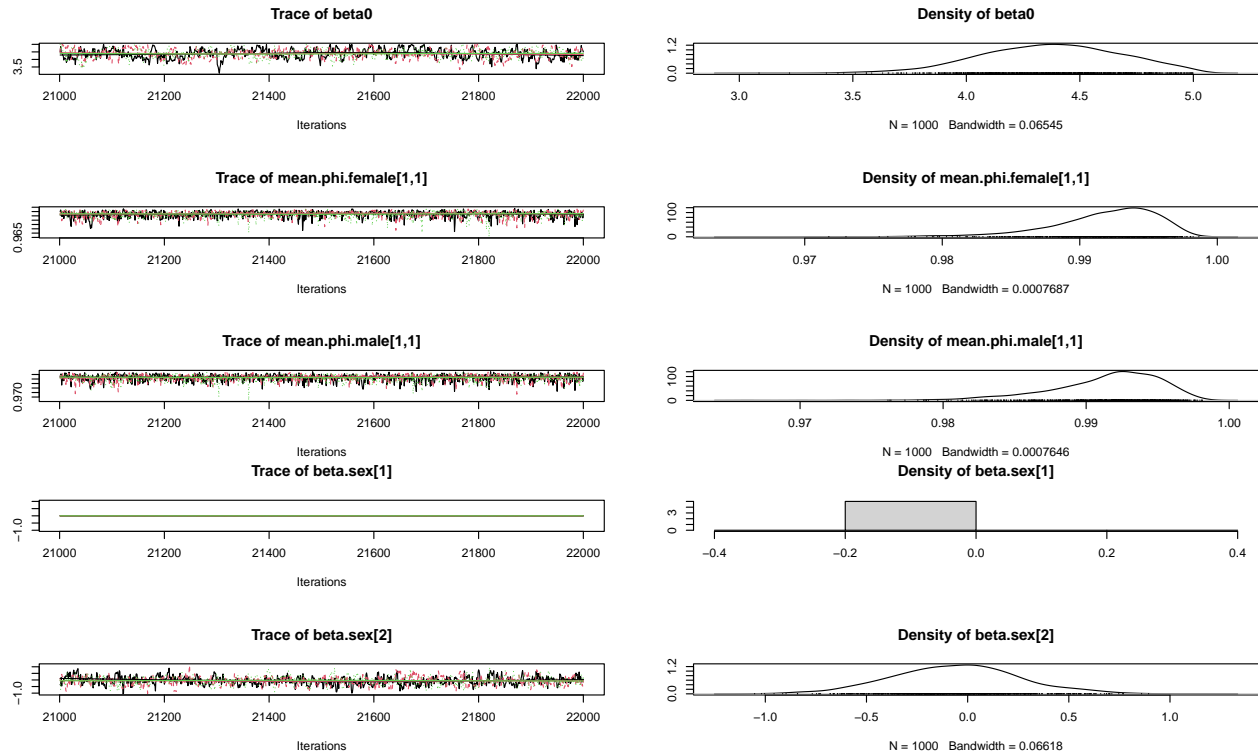 Trace of beta0
3.5
21000 21200 21400 21600 21800 22000
Iterations
Density of beta0
0.0 1.2
3.0 3.5 4.0 4.5 5.0
N = 1000 Bandwidth = 0.06545
Trace of mean.phi.female[1,1]
0.965
21000 21200 21400 21600 21800 22000
Iterations
Density of mean.phi.female[1,1]
0 100
0.97 0.98 0.99 1.00
N = 1000 Bandwidth = 0.0007687
Trace of mean.phi.male[1,1]
0.970
21000 21200 21400 21600 21800 22000
Iterations
Density of mean.phi.male[1,1]
0 100
0.97 0.98 0.99 1.00
N = 1000 Bandwidth = 0.0007646
Trace of beta.sex[1]
−1.0
21000 21200 21400 21600 21800 22000
Iterations
Density of beta.sex[1]
0 3
−0.4 −0.2 0.0 0.2 0.4
Trace of beta.sex[2]
−1.0
21000 21200 21400 21600 21800 22000
Iterations
Density of beta.sex[2]
0.0 1.2
−1.0 −0.5 0.0 0.5 1.0
N = 1000 Bandwidth = 0.06618